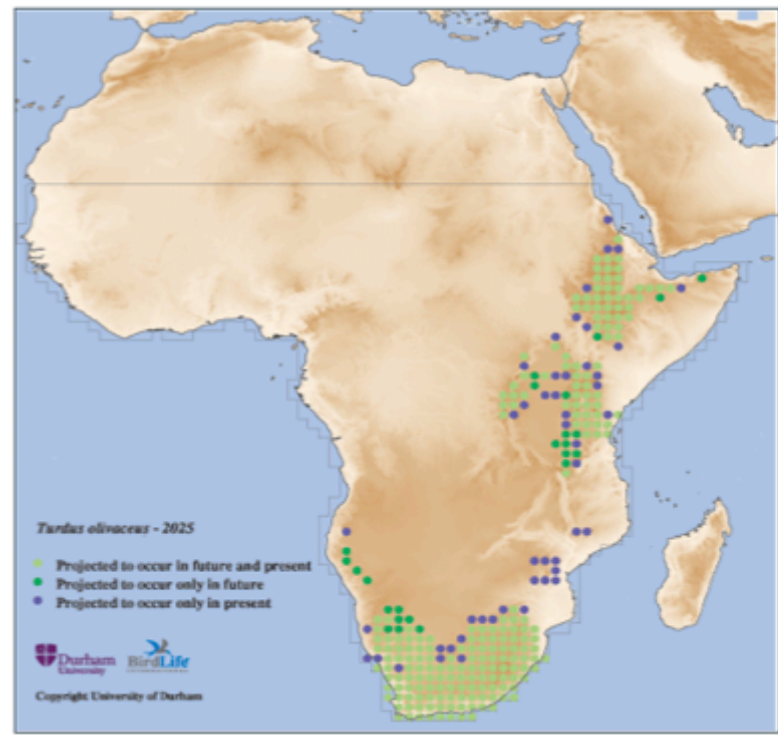 Turdus olivaceus - 2025
Projected to occur in future and present
Projected to occur only in future
Projected to occur only in present
Durham
University
BirdLife
INTERNATIONAL
Copyright University of Durham